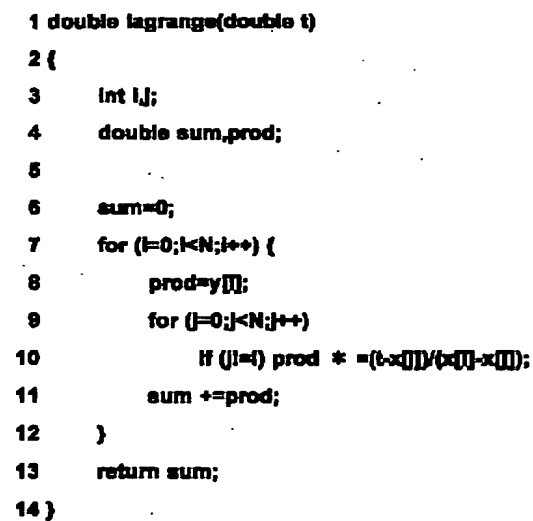 1 double lagrange(double t)
2 {
3 int i,j;
4 double sum,prod;
5
6 sum=0;
7 for (i=0;i<N;i++) {
8 prod=y[i];
9 for (j=0;j<N;j++)
10 if (j!=i) prod * =(t-x[j])/(x[i]-x[j]);
11 sum +=prod;
12 }
13 return sum;
14 }